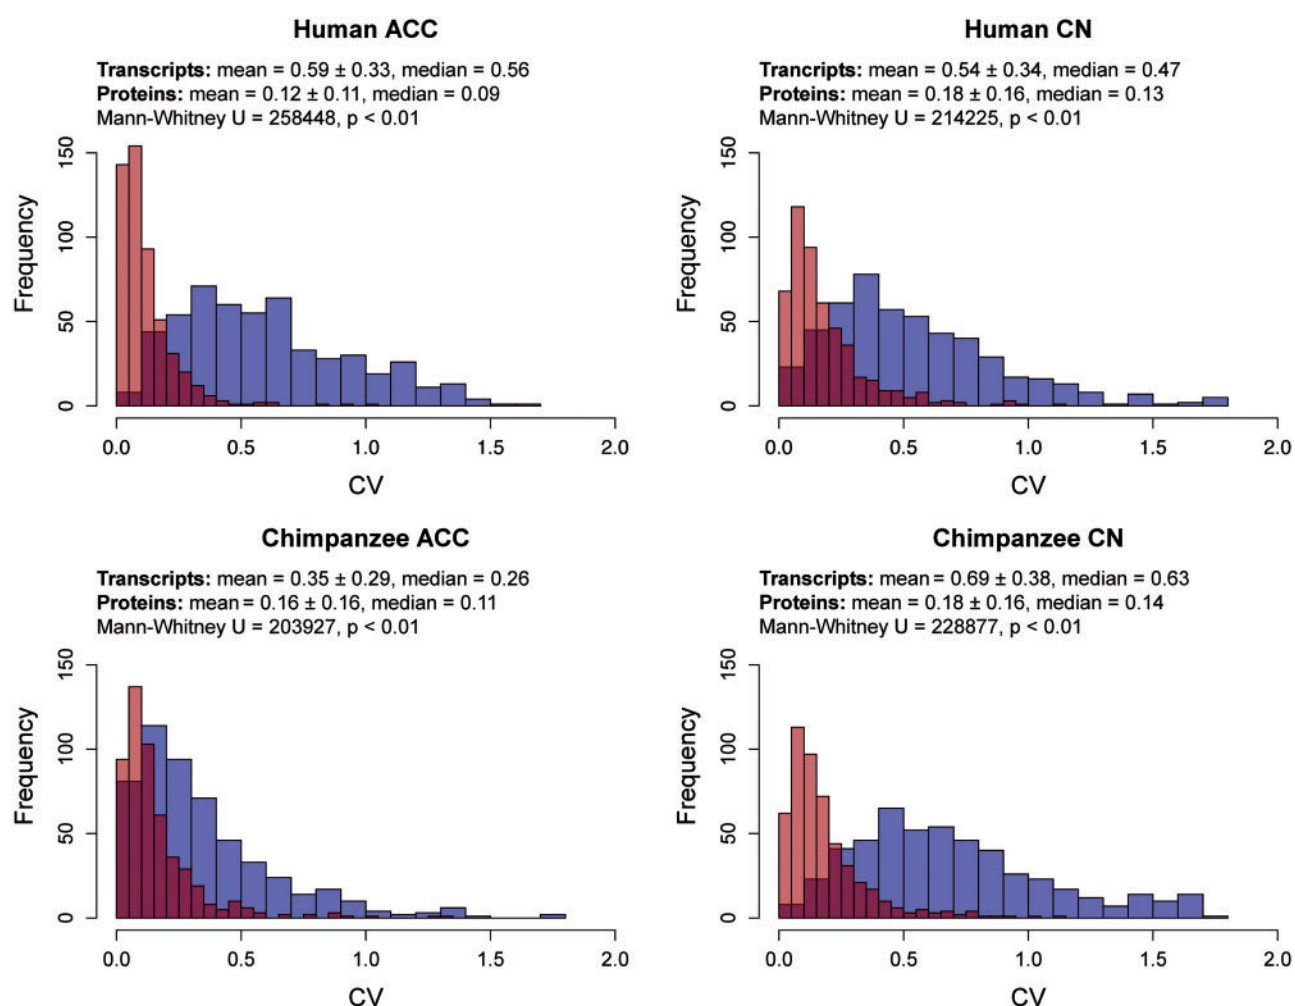 Human ACC
Transcripts: mean = 0.59 ± 0.33, median = 0.56
Proteins: mean = 0.12 ± 0.11, median = 0.09
Mann-Whitney U = 258448, p < 0.01
150
100
50
0
Frequency
0.0 0.5 1.0 1.5 2.0
CV
Human CN
Trancripts: mean = 0.54 ± 0.34, median = 0.47
Proteins: mean = 0.18 ± 0.16, median = 0.13
Mann-Whitney U = 214225, p < 0.01
150
100
50
0
Frequency
0.0 0.5 1.0 1.5 2.0
CV
Chimpanzee ACC
Transcripts: mean = 0.35 ± 0.29, median = 0.26
Proteins: mean = 0.16 ± 0.16, median = 0.11
Mann-Whitney U = 203927, p < 0.01
150
100
50
0
Frequency
0.0 0.5 1.0 1.5 2.0
CV
Chimpanzee CN
Transcripts: mean = 0.69 ± 0.38, median = 0.63
Proteins: mean = 0.18 ± 0.16, median = 0.14
Mann-Whitney U = 228877, p < 0.01
150
100
50
0
Frequency
0.0 0.5 1.0 1.5 2.0
CV